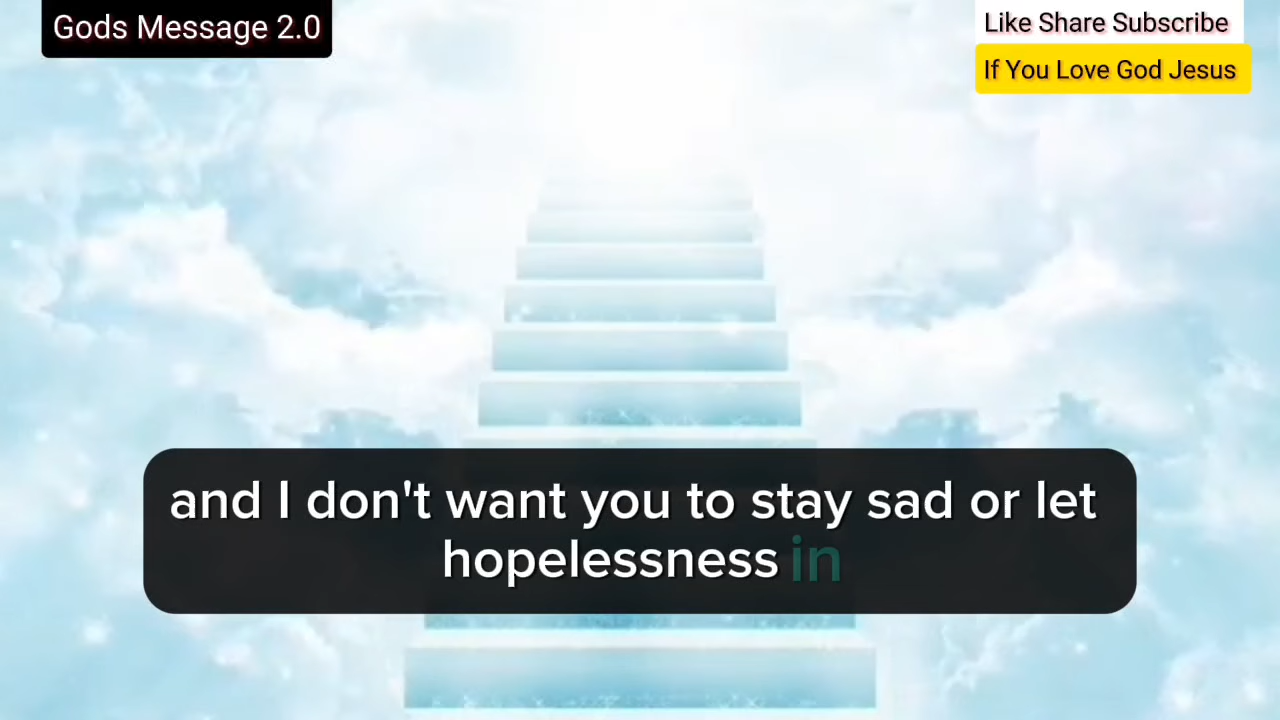 Gods Message 2.0
Like Share Subscribe
If You Love God Jesus
and I don't want you to stay sad or let
hopelessness in